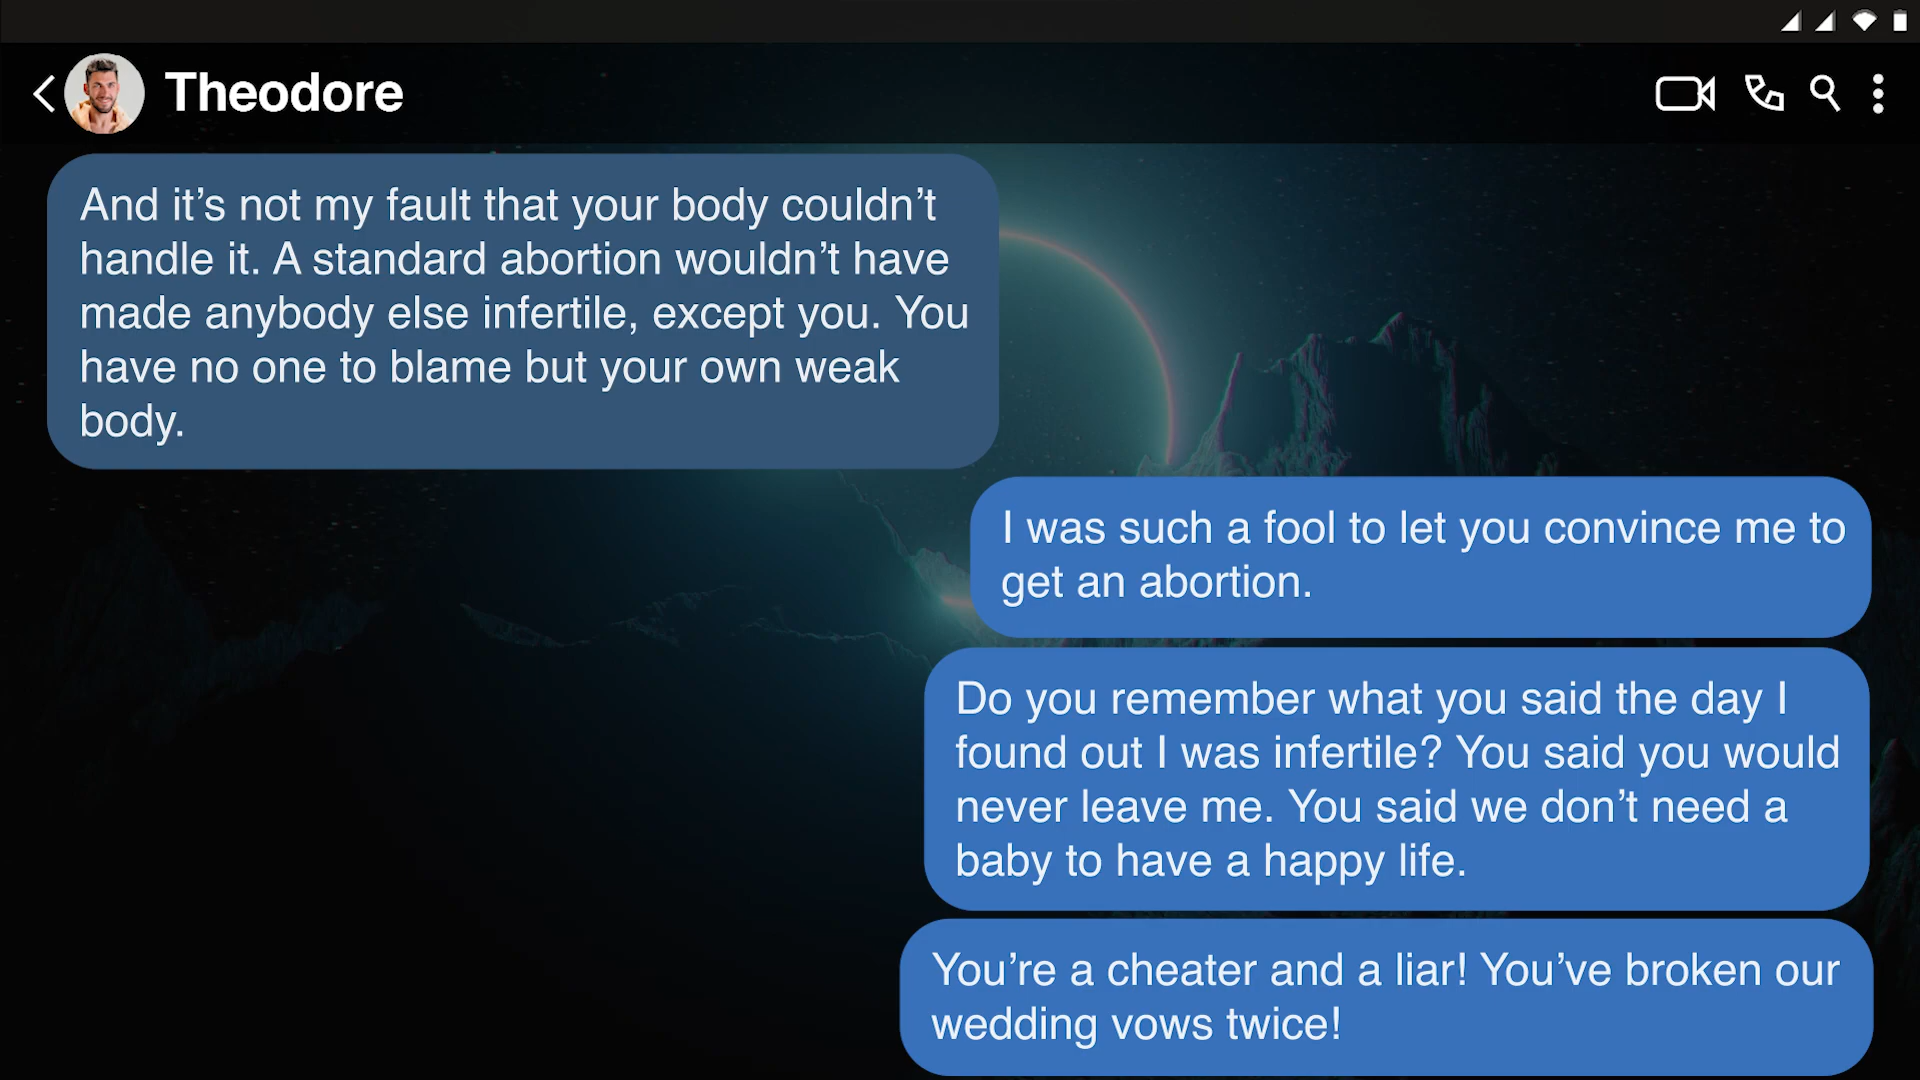 Theodore
And it’s not my fault that your body couldn’t
handle it. A standard abortion wouldn’t have
made anybody else infertile, except you. You
have no one to blame but your own weak
body.
I was such a fool to let you convince me to
get an abortion.
Do you remember what you said the day I
found out I was infertile? You said you would
never leave me. You said we don’t need a
baby to have a happy life.
You’re a cheater and a liar! You’ve broken our
wedding vows twice!